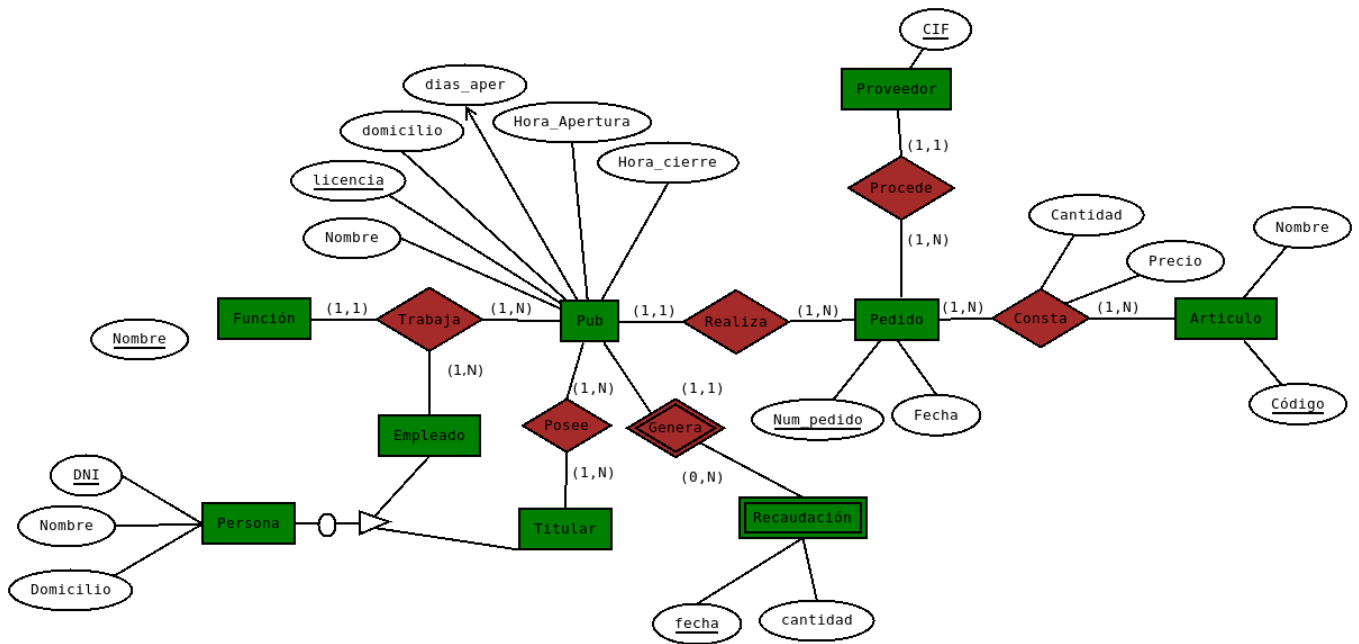 CIF
dias_aper
Proveedor
Hora_Apertura
domicilio
(1,1)
Hora_cierre
licencia
Procede
Cantidad
Nombre
Nombre
(1,N)
Precio
Función
(1,1)
Trabaja
(1,N)
Pub
(1,1)
Realiza
(1,N)
Pedido
(1,N)
Consta
(1,N)
Articulo
Nombre
(1,N)
(1,N)
(1,1)
Código
Num_pedido
Fecha
Empleado
Posee
Genera
DNI
(1,N)
(0,N)
Nombre
Persona
Titular
Recaudación
Domicilio
fecha
cantidad